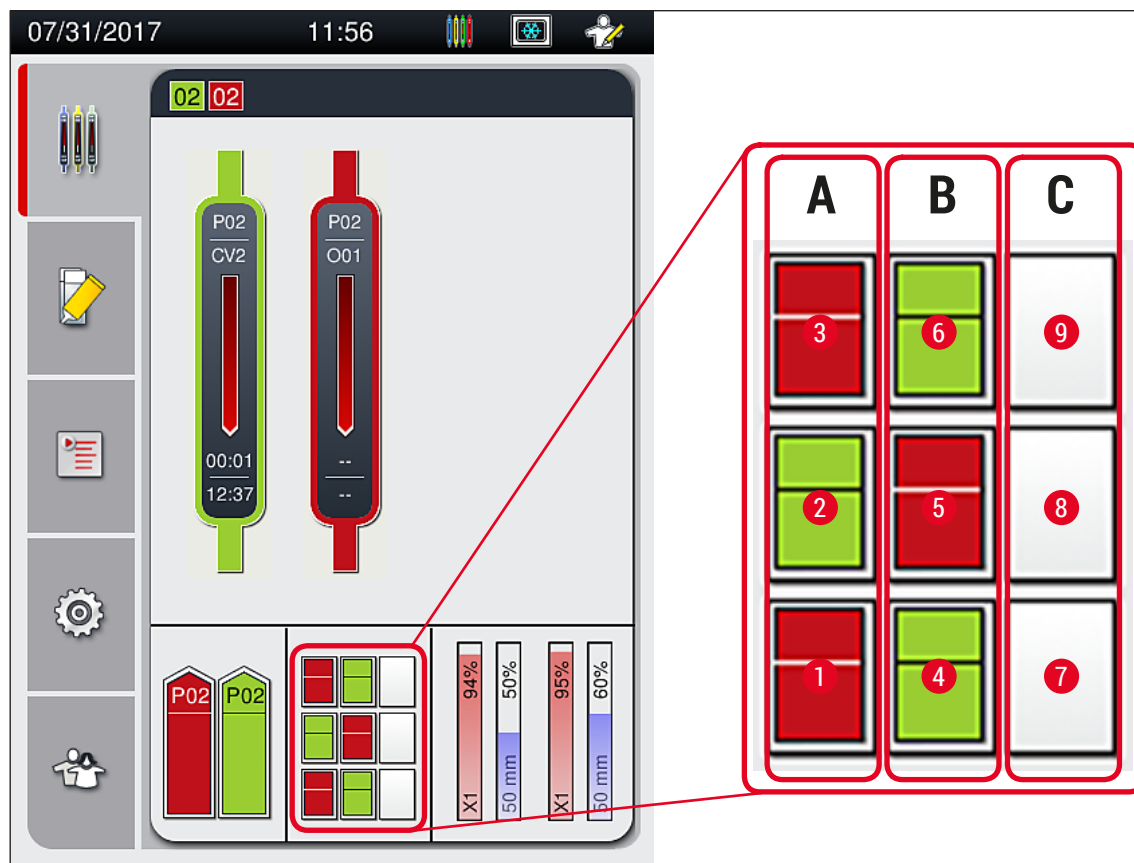 07/31/2017 11:56
02 02
P02 P02
CV2 O01
00:01 --
12:37 --
P02 P02
X1 94%
50 mm 50%
X1 95%
50 mm 60%
A B C
3 6 9
2 5 8
1 4 7